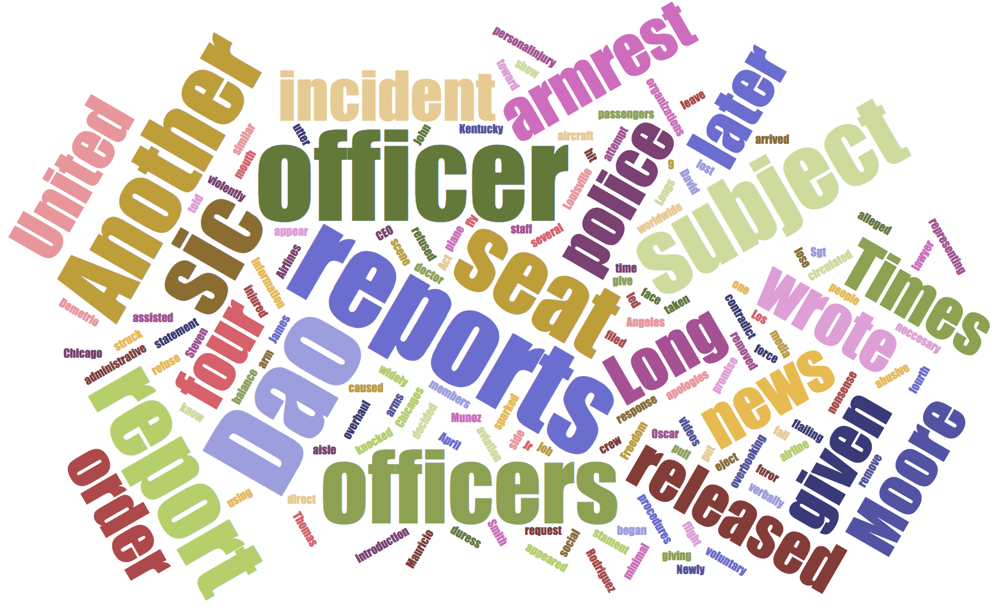 personalinjury
toward
show
armrest
United
Another
incident
organizations
leave
later
similar
mouth
utter
John
Kentucky
passengers
aircraft
attempt
police
arrived
officer
hit
9
lost
David
subject
violently
told
sic
Louisville
Longs
worldwide
appear
CEO
scene
refused
Act
plane
fly
staff
several
seat
alleged
representing
lawyer
Airlines
Information
injured
doctor
reports
time
give
led
face
taken
lose
Sgt
circulated
people
Times
one
wrote
Demetrio
assisted
struck
statement
Steven
four
James
Dao
Angeles
filed
Long
contradict
Los
removed
force
media
neccesary
Chicago
administrative
refuse
arm
balance
widely
caused
members
report
know
overhaul
arms
Chicagos
decided
Munoz
sparked
promise
apologies
response
news
nonsense
abusive
fourth
given
Moore
order
aisle
knocked
April
aviation
side
Jr
job
crew
Freedom
Oscar
pull
videos
put
eject
overbooking
fall
flailing
airline
furor
verbally
remove
officers
released
using
direct
Thomas
introduction
Mauricio
duress
Smith
request
appeared
social
stament
began
procedures
flight
Rodriguez
minimal
giving
Newly
voluntary